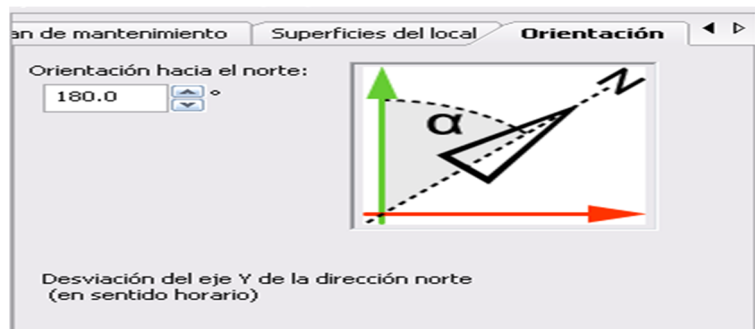 an de mantenimiento Superficies del local Orientación
Orientación hacia el norte:
180.0 °
α
N
Desviación del eje Y de la dirección norte
(en sentido horario)